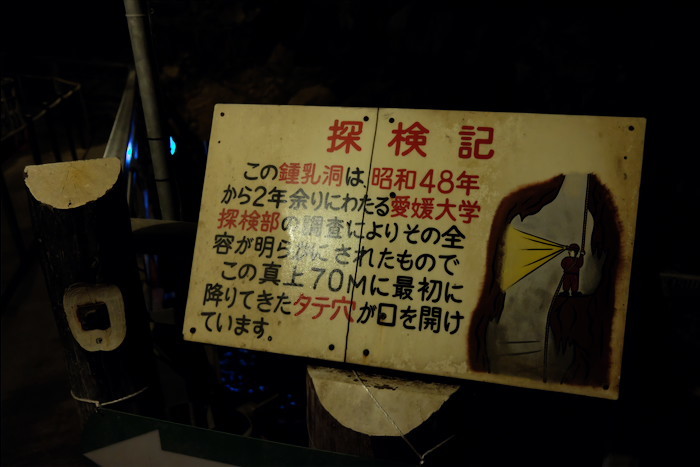 探検記
この鍾乳洞は、昭和48年
から2年余りにわたる愛媛大学
探検部の調査によりその全
容が明らかにされたもので
この真上70Mに最初に
降りてきたタテ穴が口を開け
ています。